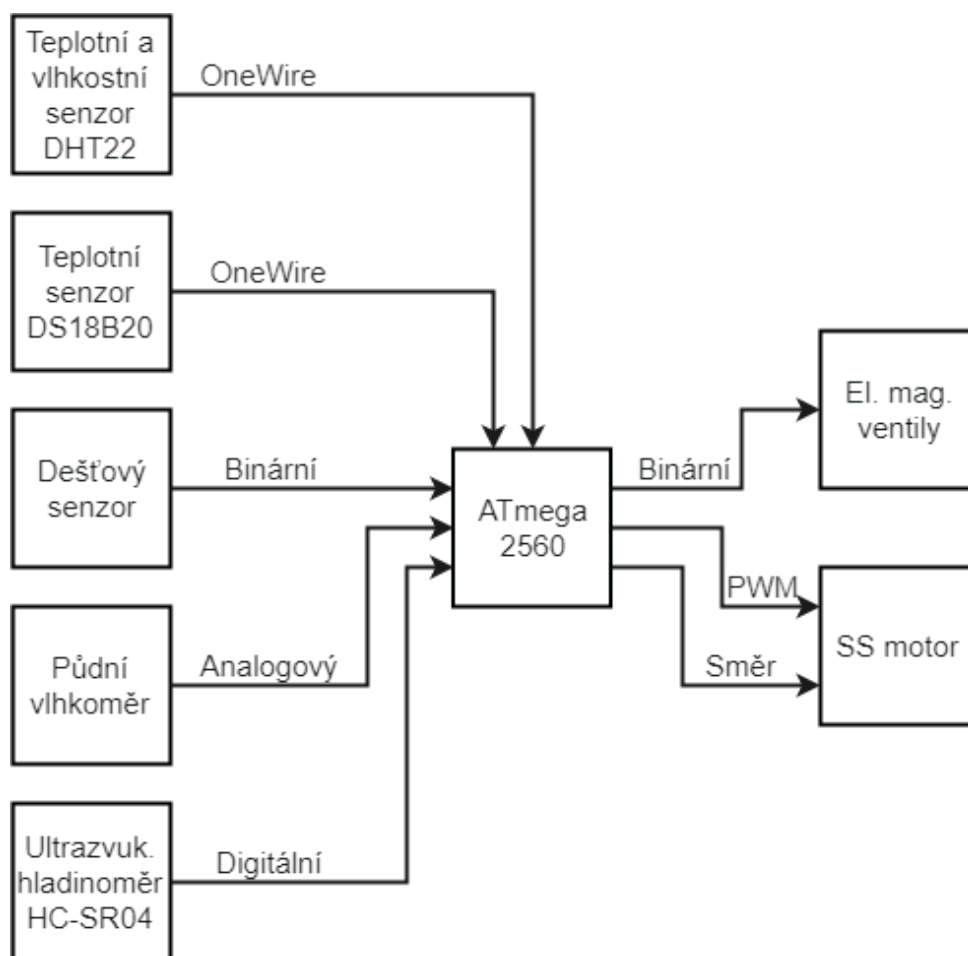 Teplotní a
vlhkostní
senzor
DHT22
OneWire
Teplotní
senzor
DS18B20
OneWire
Dešťový
senzor
Binární
Půdní
vlhkoměr
Analogový
Ultrazvuk.
hladinoměr
HC-SR04
Digitální
ATmega
2560
Binární
El. mag.
ventily
PWM
Směr
SS motor